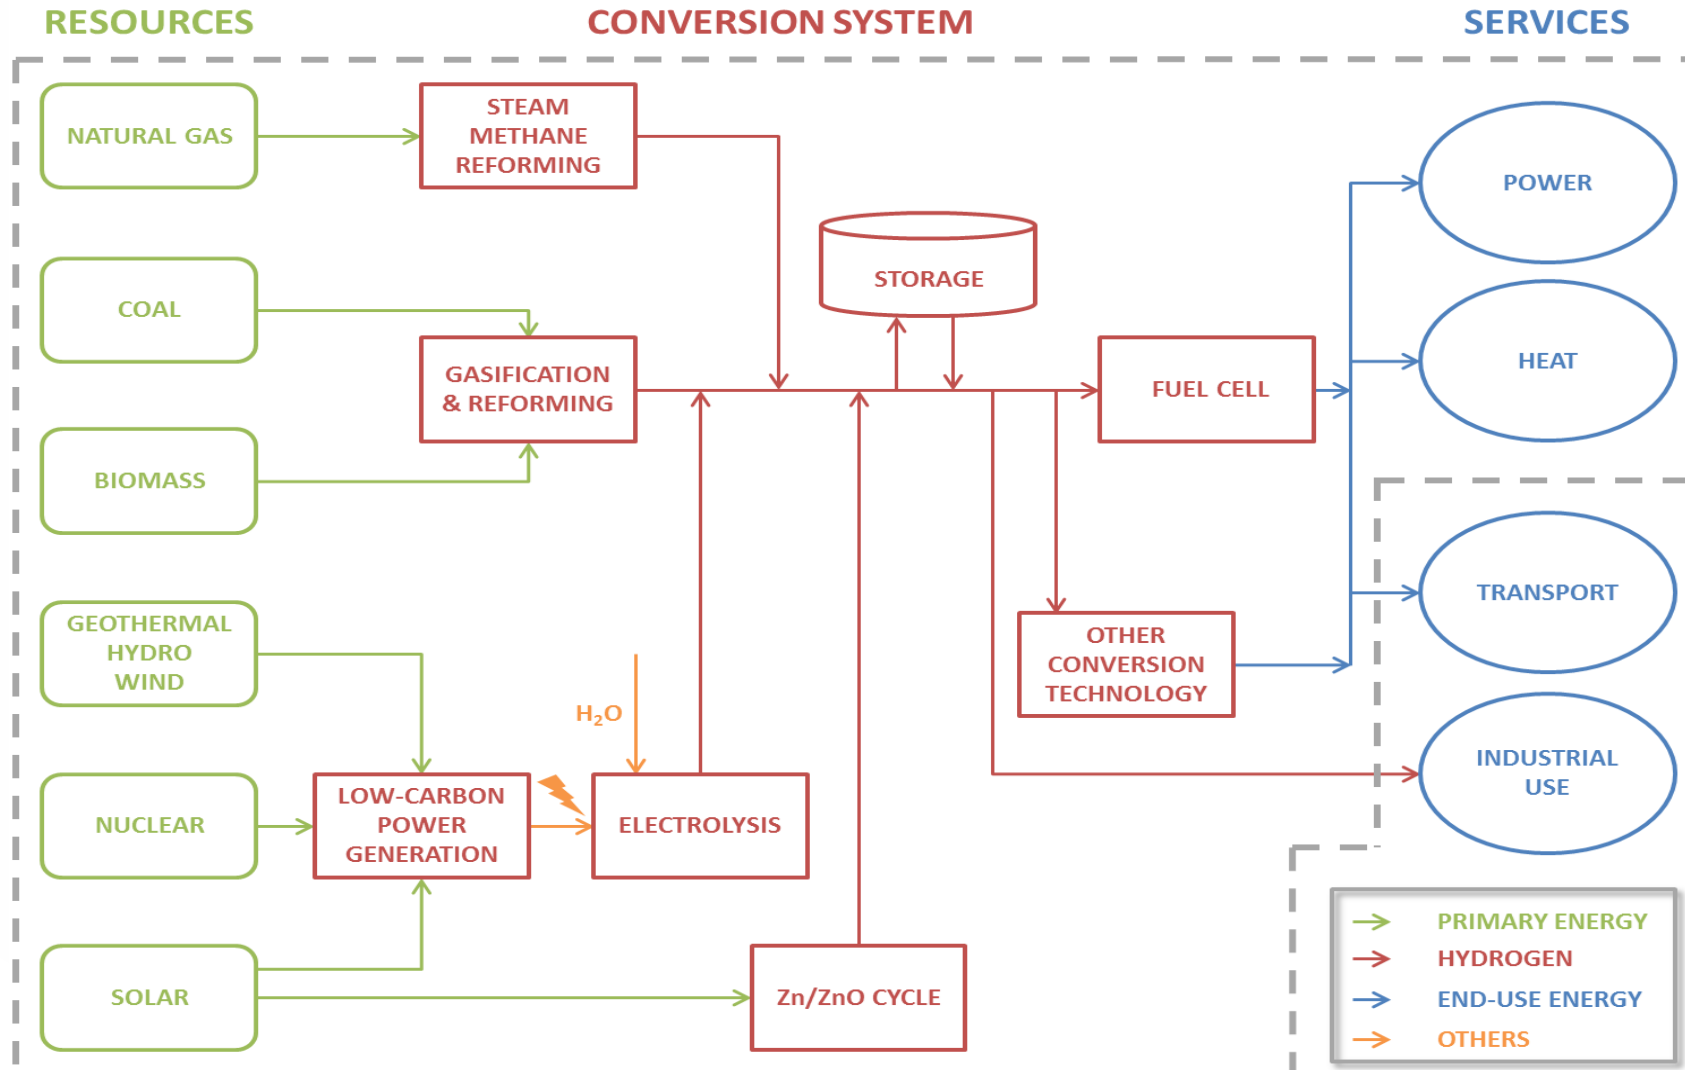 RESOURCES
CONVERSION SYSTEM
SERVICES
NATURAL GAS
STEAM
METHANE
REFORMING
POWER
STORAGE
COAL
GASIFICATION
& REFORMING
FUEL CELL
HEAT
BIOMASS
GEOTHERMAL
HYDRO
WIND
H₂O
OTHER
CONVERSION
TECHNOLOGY
TRANSPORT
INDUSTRIAL
USE
NUCLEAR
LOW-CARBON
POWER
GENERATION
ELECTROLYSIS
SOLAR
Zn/ZnO CYCLE
PRIMARY ENERGY
HYDROGEN
END-USE ENERGY
OTHERS